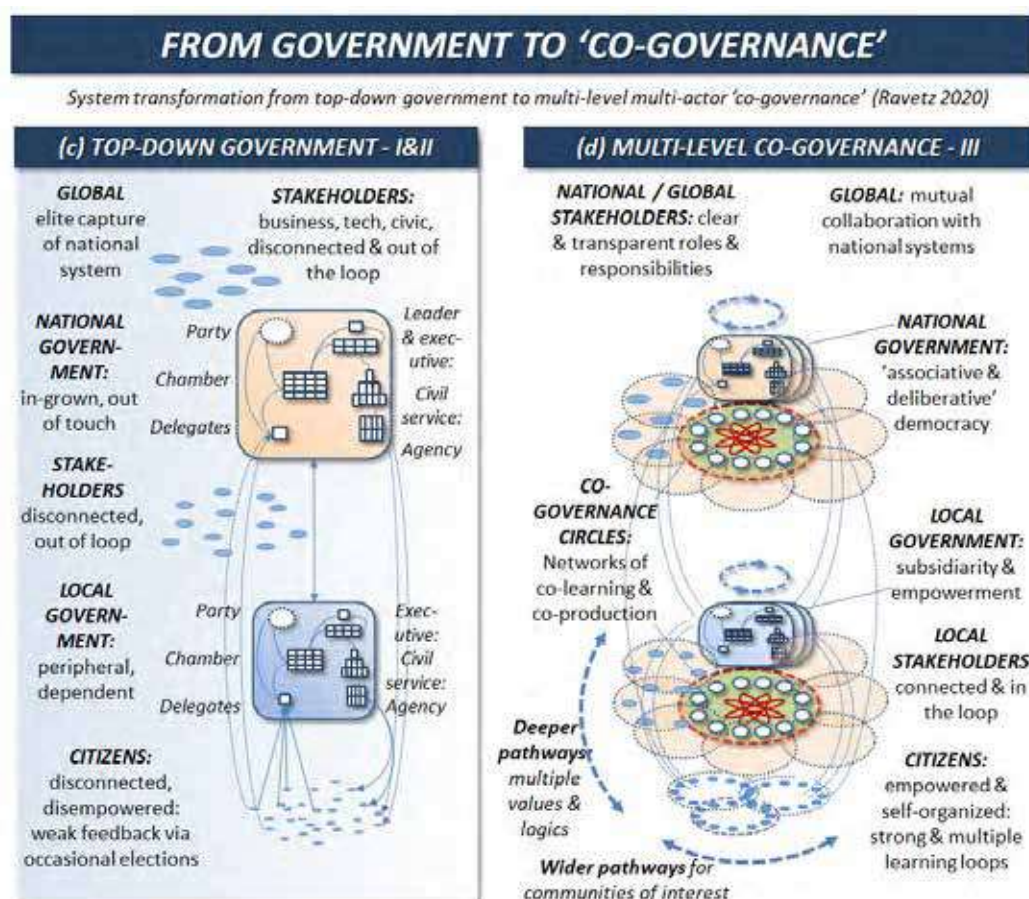 FROM GOVERNMENT TO ‘CO-GOVERNANCE’
System transformation from top-down government to multi-level multi-actor ‘co-governance’ (Ravetz 2020)
(c) TOP-DOWN GOVERNMENT - I&II
GLOBAL
elite capture
of national
system
STAKEHOLDERS:
business, tech, civic,
disconnected & out of
the loop
NATIONAL
GOVERN-
MENT:
in-grown, out
of touch
Party
Chamber
Delegates
Leader
& exec-
utive:
Civil
service:
Agency
STAKE-
HOLDERS
disconnected,
out of loop
LOCAL
GOVERN-
MENT:
peripheral,
dependent
Party
Chamber
Delegates
Exec-
utive:
Civil
service:
Agency
CITIZENS:
disconnected,
disempowered:
weak feedback via
occasional elections
(d) MULTI-LEVEL CO-GOVERNANCE - III
NATIONAL / GLOBAL
STAKEHOLDERS: clear
& transparent roles &
responsibilities
GLOBAL: mutual
collaboration with
national systems
NATIONAL
GOVERNMENT:
‘associative &
deliberative’
democracy
CO-
GOVERNANCE
CIRCLES:
Networks of
co-learning &
co-production
LOCAL
GOVERNMENT:
subsidiarity &
empowerment
LOCAL
STAKEHOLDERS
connected & in
the loop
Deeper
pathways:
multiple
values &
logics
CITIZENS:
empowered &
self-organized:
strong & multiple
learning loops
Wider pathways for
communities of interest